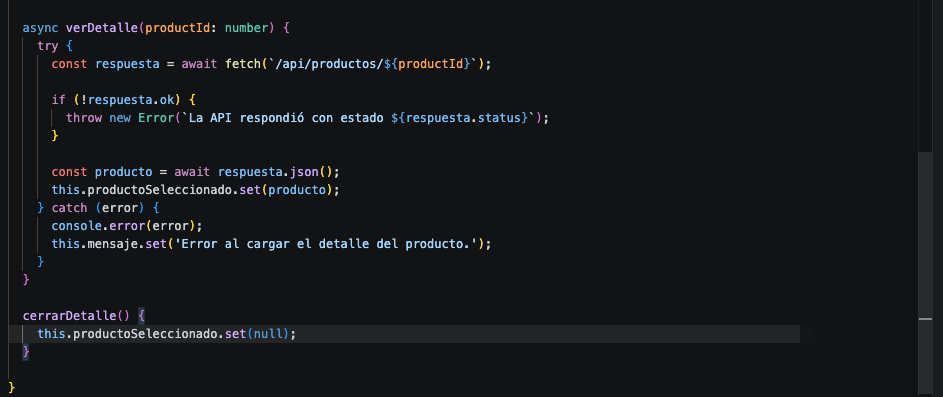 async verDetalle(productId: number) {
try {
const respuesta = await fetch(`/api/productos/${productId}`);
if (!respuesta.ok) {
throw new Error(`La API respondió con estado ${respuesta.status}`);
}
const producto = await respuesta.json();
this.productoSeleccionado.set(producto);
} catch (error) {
console.error(error);
this.mensaje.set('Error al cargar el detalle del producto.');
}
}
cerrarDetalle() {
this.productoSeleccionado.set(null);
}
}